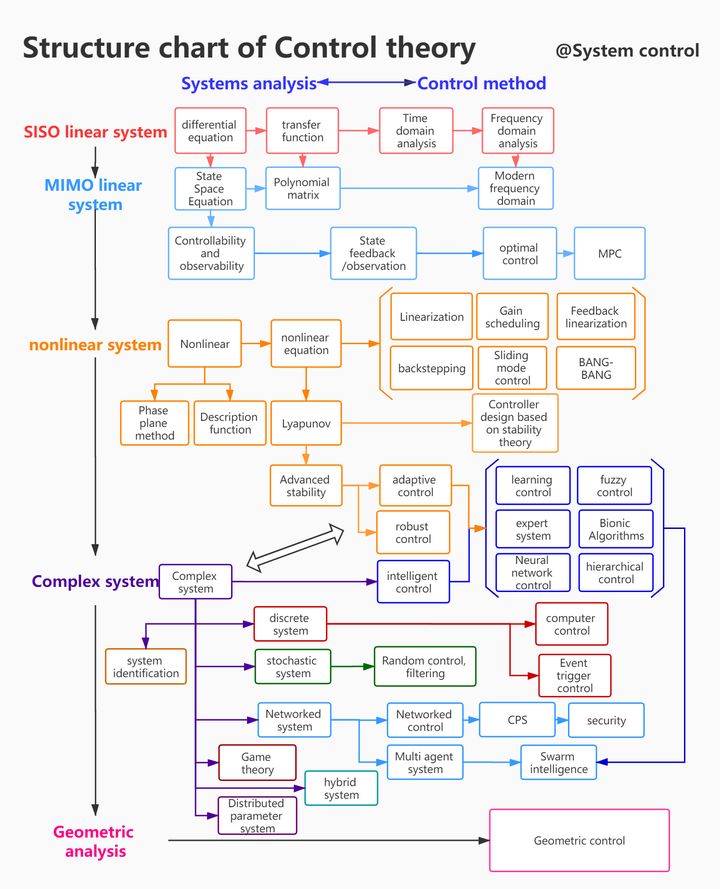 Structure chart of Control theory
@System control
Systems analysis
Control method
SISO linear system
differential
equation
transfer
function
Time
domain
analysis
Frequency
domain
analysis
MIMO linear
system
State
Space
Equation
Polynomial
matrix
Modern
frequency
domain
Controllability
and
observability
State
feedback
/observation
optimal
control
MPC
nonlinear system
Nonlinear
nonlinear
equation
Linearization
Gain
scheduling
Feedback
linearization
backstepping
Sliding
mode
control
BANG-
BANG
Phase
plane
method
Description
function
Lyapunov
Controller
design based
on stability
theory
Advanced
stability
adaptive
control
robust
control
learning
control
fuzzy
control
expert
system
Bionic
Algorithms
Neural
network
control
hierarchical
control
Complex system
Complex
system
intelligent
control
discrete
system
computer
control
system
identification
stochastic
system
Random control,
filtering
Event
trigger
control
Networked
system
Networked
control
CPS
security
Game
theory
Multi agent
system
Swarm
intelligence
hybrid
system
Distributed
parameter
system
Geometric
analysis
Geometric control